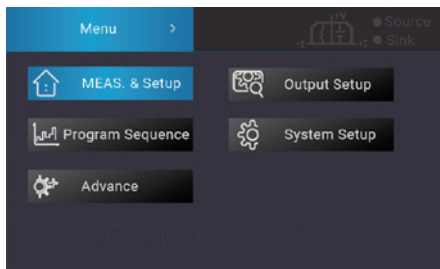 Menu >
Source
Sink
MEAS. & Setup
Output Setup
Program Sequence
System Setup
Advance